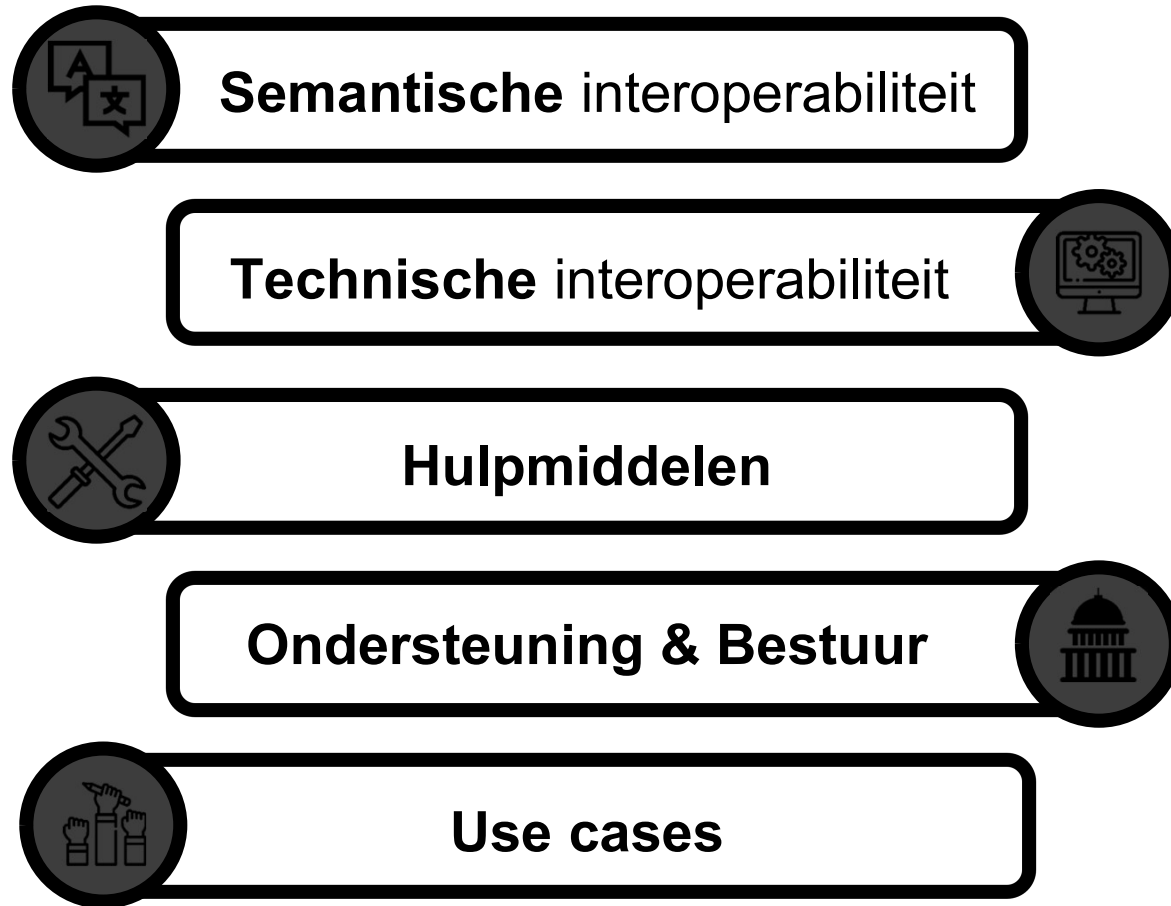 Semantische interoperabiliteit
Technische interoperabiliteit
Hulpmiddelen
Ondersteuning & Bestuur
Use cases